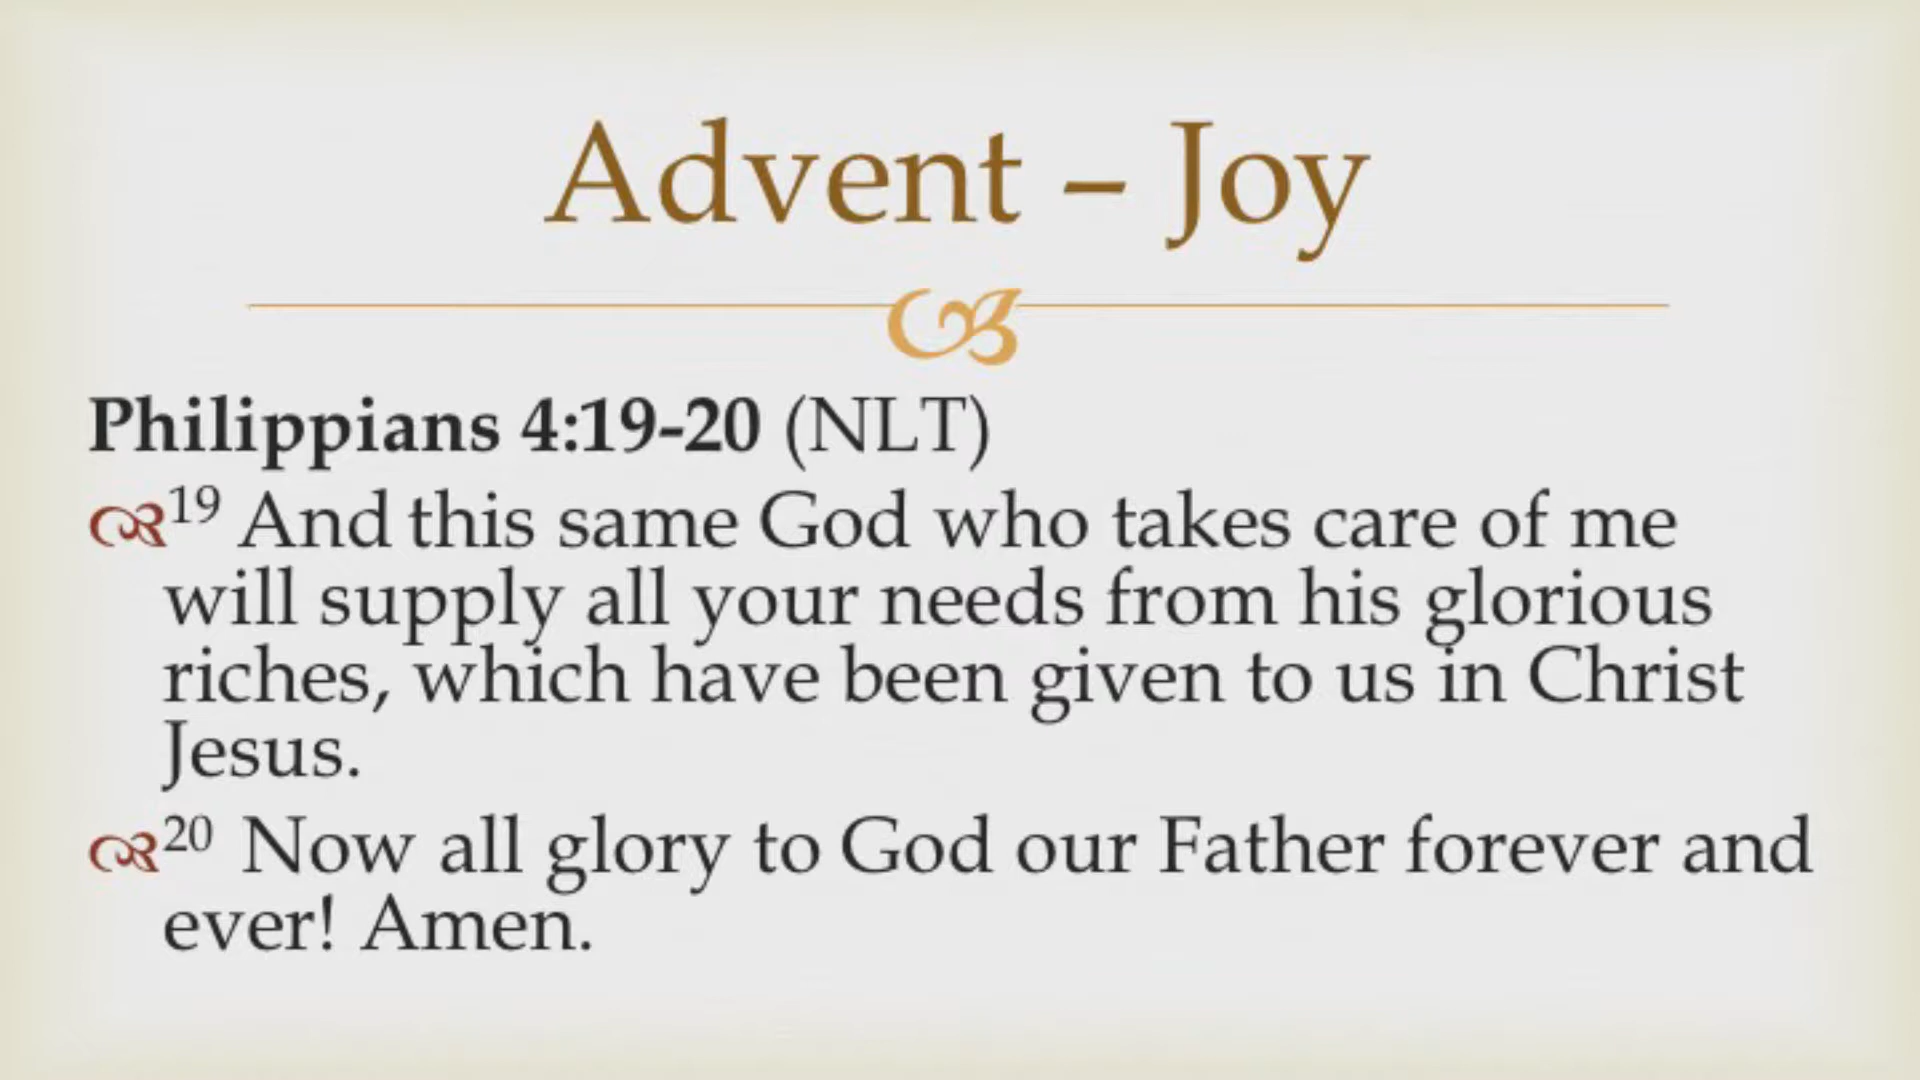 Advent – Joy
Philippians 4:19-20 (NLT)
19 And this same God who takes care of me
will supply all your needs from his glorious
riches, which have been given to us in Christ
Jesus.
20 Now all glory to God our Father forever and
ever! Amen.